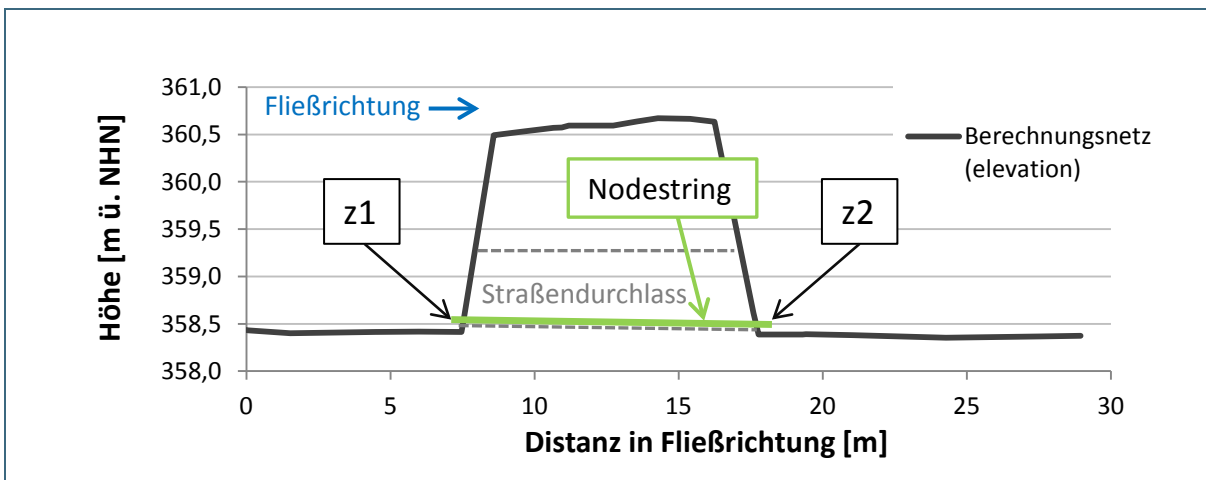 361,0
360,5
360,0
359,5
359,0
358,5
358,0
Höhe [m ü. NHN]
Fließrichtung
Berechnungsnetz
(elevation)
Nodestring
z1
z2
Straßendurchlass
0
5
10
15
20
25
30
Distanz in Fließrichtung [m]